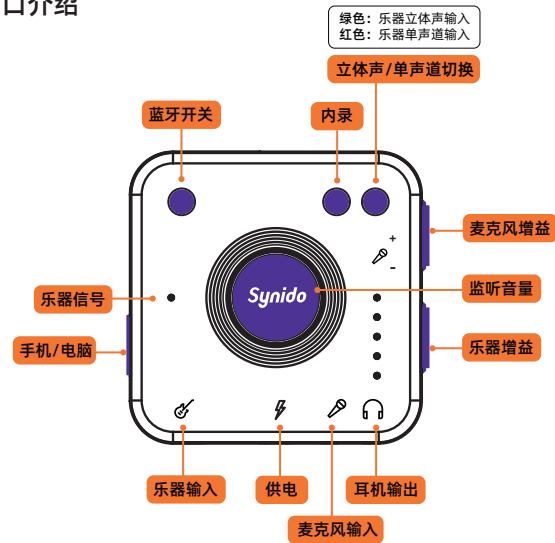 口介绍
绿色：乐器立体声输入
红色：乐器单声道输入
立体声/单声道切换
蓝牙开关
内录
麦克风增益
+
-
Synido
监听音量
乐器信号
手机/电脑
乐器增益
乐器输入
供电
耳机输出
麦克风输入